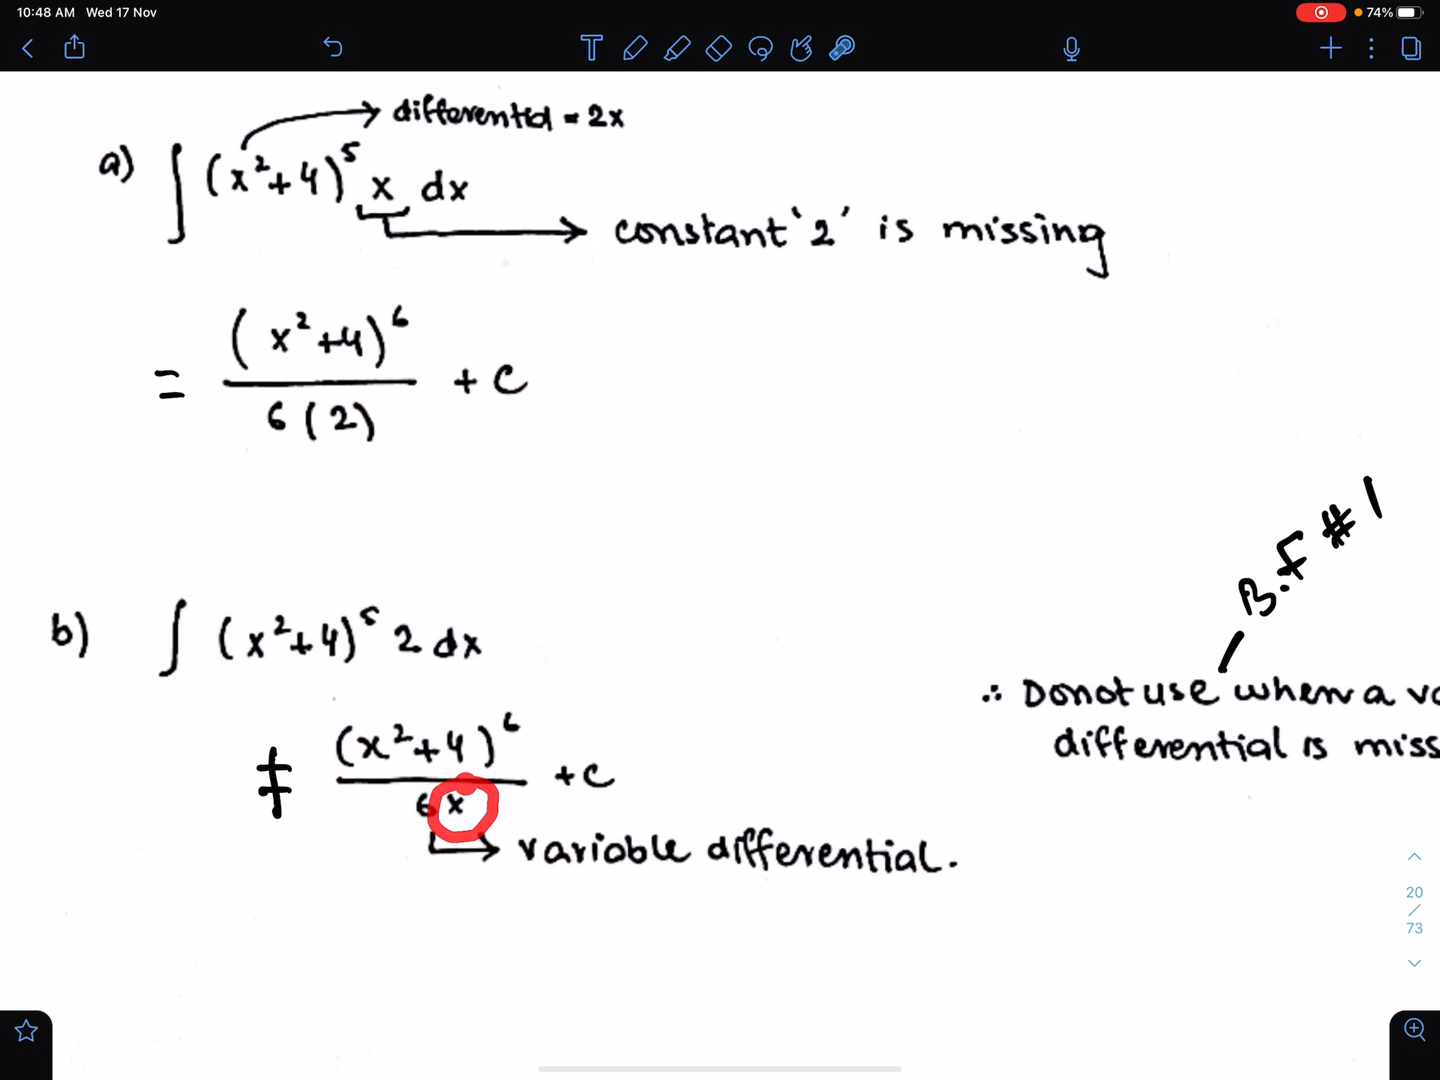 10:48 AM Wed 17 Nov
74%
differential = 2x
a) ∫ (x²+4)⁵ x dx
constant '2' is missing
= (x²+4)⁶ / 6(2) + c
B.F #1
b) ∫ (x²+4)⁵ 2 dx
∴ Do not use when a va
≠ (x²+4)⁶ / 6x + c
differential is miss
variable differential.
20
/
73